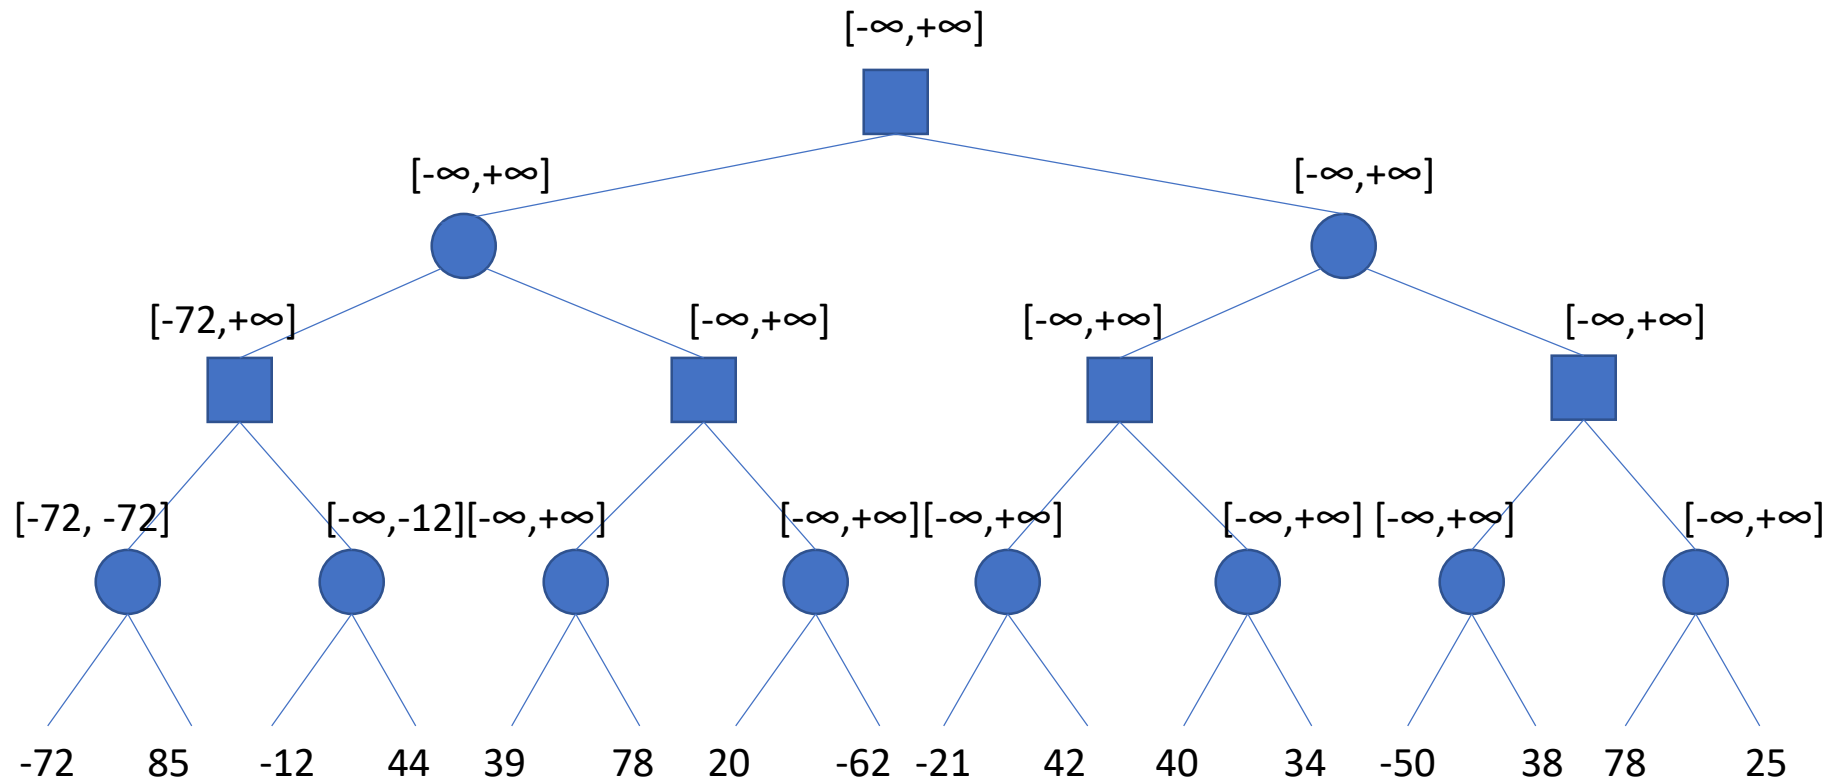 [-∞,+∞]
[-∞,+∞] [-∞,+∞]
[-72,+∞] [-∞,+∞] [-∞,+∞] [-∞,+∞]
[-72, -72] [-∞,-12] [-∞,+∞] [-∞,+∞] [-∞,+∞] [-∞,+∞] [-∞,+∞] [-∞,+∞]
-72 85 -12 44 39 78 20 -62 -21 42 40 34 -50 38 78 25